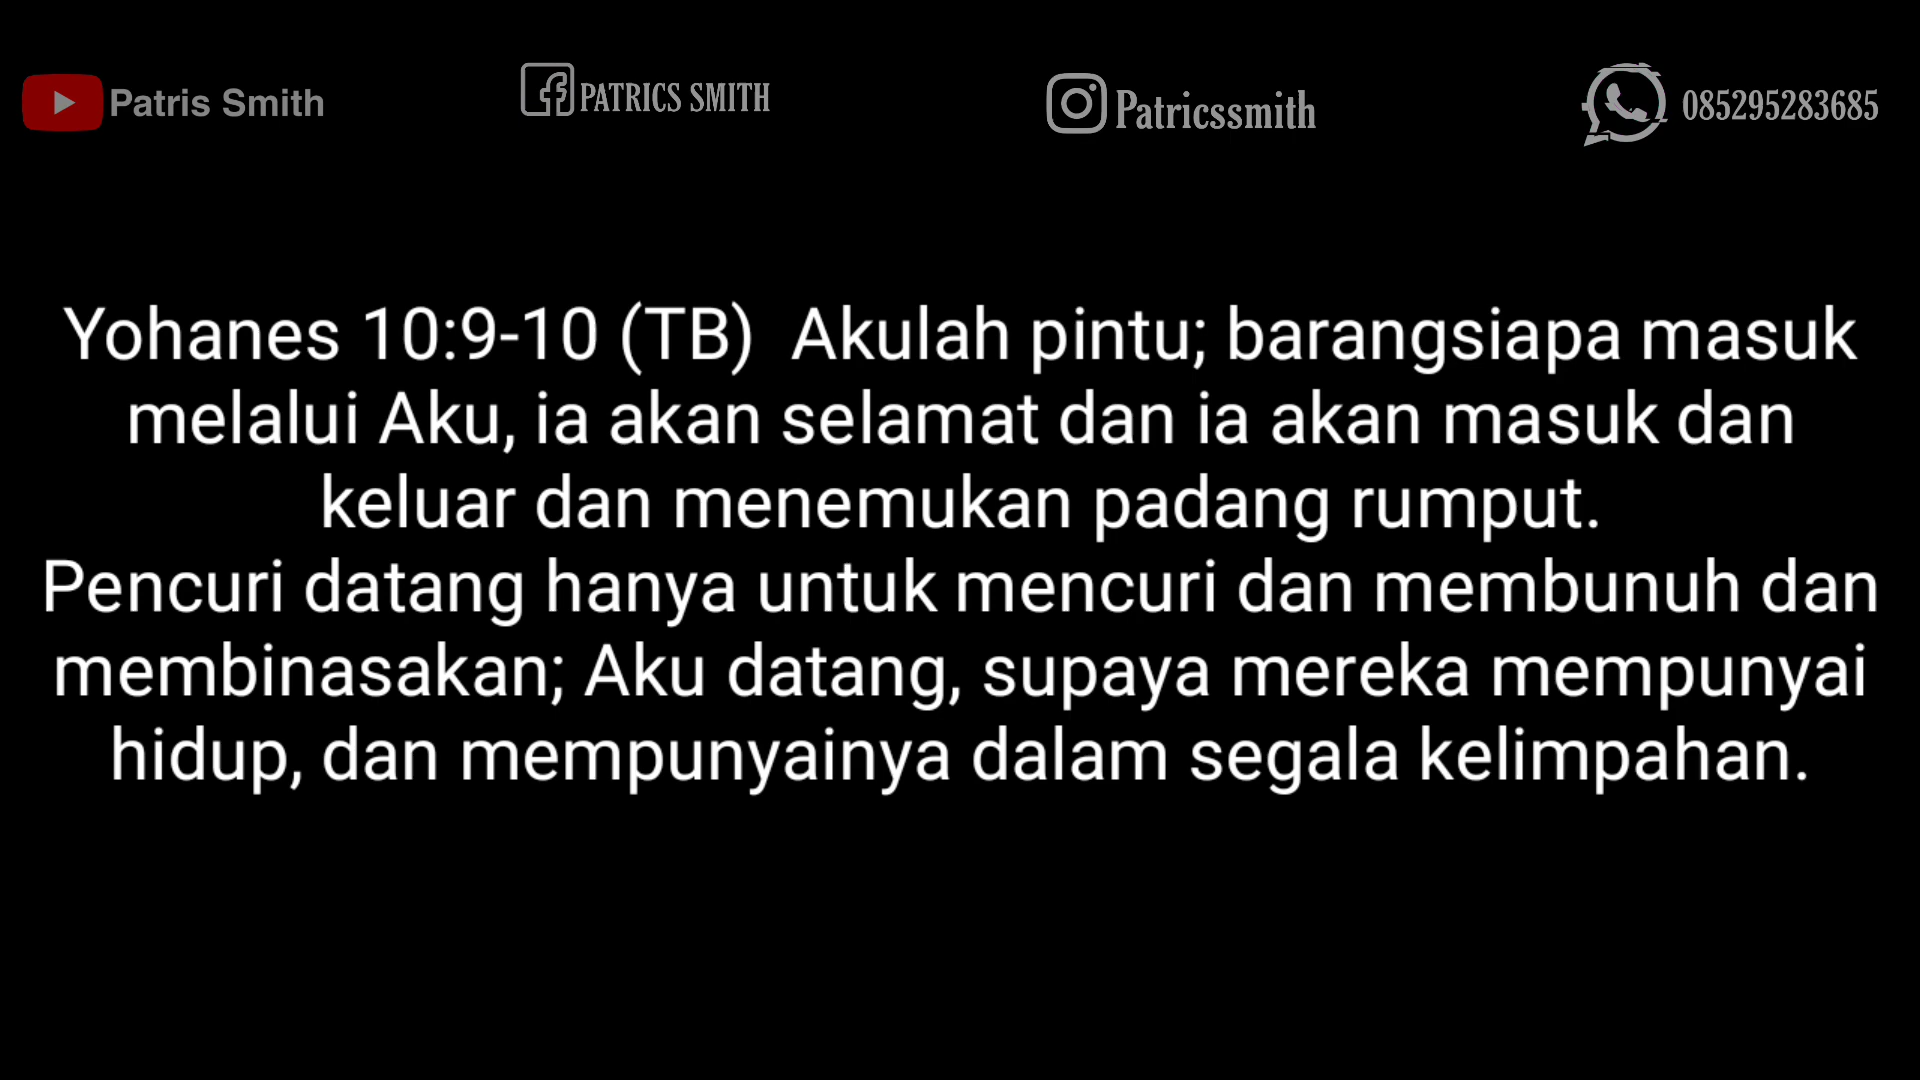 Patris Smith
PATRICS SMITH
Patricssmith
085295283685
Yohanes 10:9-10 (TB)  Akulah pintu; barangsiapa masuk
melalui Aku, ia akan selamat dan ia akan masuk dan
keluar dan menemukan padang rumput.
Pencuri datang hanya untuk mencuri dan membunuh dan
membinasakan; Aku datang, supaya mereka mempunyai
hidup, dan mempunyainya dalam segala kelimpahan.